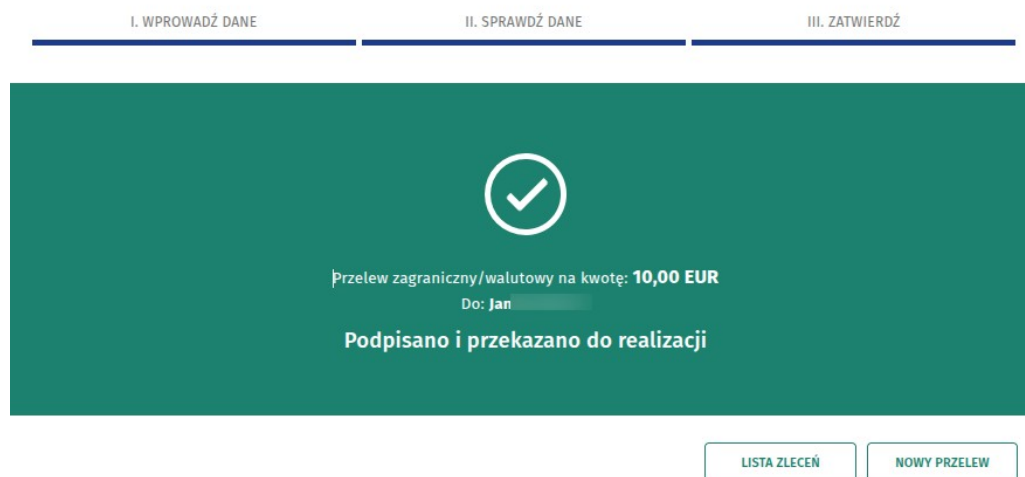 I. WPROWADŹ DANE
II. SPRAWDŹ DANE
III. ZATWIERDŹ
Przelew zagraniczny/walutowy na kwotę: 10,00 EUR
Do: Jan
Podpisano i przekazano do realizacji
LISTA ZLECEŃ
NOWY PRZELEW